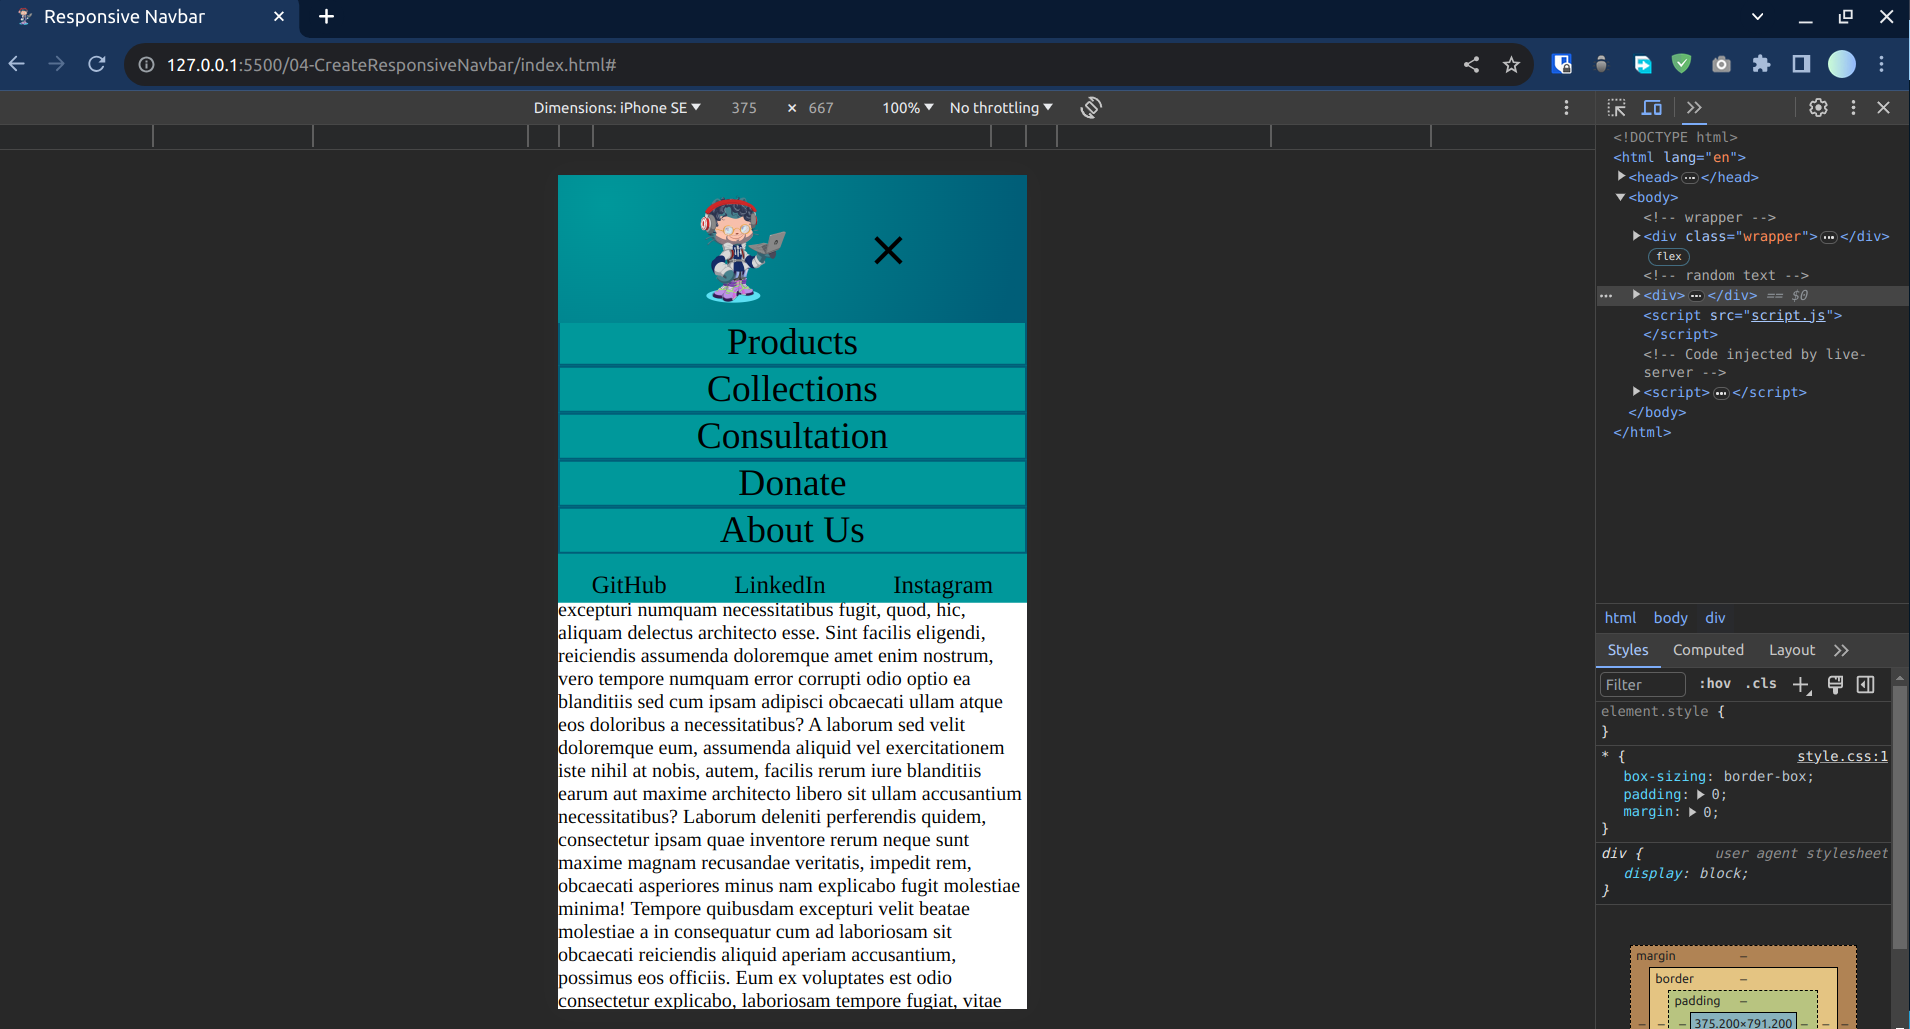 Responsive Navbar
127.0.0.1:5500/04-CreateResponsiveNavbar/index.html#
Dimensions: iPhone SE 375 × 667 100% No throttling
Products
Collections
Consultation
Donate
About Us
GitHub LinkedIn Instagram
excepturi numquam necessitatibus fugit, quod, hic,
aliquam delectus architecto esse. Sint facilis eligendi,
reiciendis assumenda doloremque amet enim nostrum,
vero tempore numquam error corrupti odio optio ea
blanditiis sed cum ipsam adipisci obcaecati ullam atque
eos doloribus a necessitatibus? A laborum sed velit
doloremque eum, assumenda aliquid vel exercitationem
iste nihil at nobis, autem, facilis rerum iure blanditiis
earum aut maxime architecto libero sit ullam accusantium
necessitatibus? Laborum deleniti perferendis quidem,
consectetur ipsam quae inventore rerum neque sunt
maxime magnam recusandae veritatis, impedit rem,
obcaecati asperiores minus nam explicabo fugit molestiae
minima! Tempore quibusdam excepturi velit beatae
molestiae a in consequatur cum ad laboriosam sit
obcaecati reiciendis aliquid aperiam accusantium,
possimus eos officiis. Eum ex voluptates est odio
consectetur explicabo, laboriosam tempore fugiat, vitae
<!DOCTYPE html>
<html lang="en">
<head>…</head>
<body>
<!-- wrapper -->
<div class="wrapper">…</div>
flex
<!-- random text -->
<div>…</div> == $0
<script src="script.js">
</script>
<!-- Code injected by live-
server -->
<script>…</script>
</body>
</html>
html body div
Styles Computed Layout
Filter :hov .cls
element.style {
}
* { style.css:1
box-sizing: border-box;
padding: 0;
margin: 0;
}
div { user agent stylesheet
display: block;
}
margin –
border –
padding –
– – – 375.200×791.200 – – –